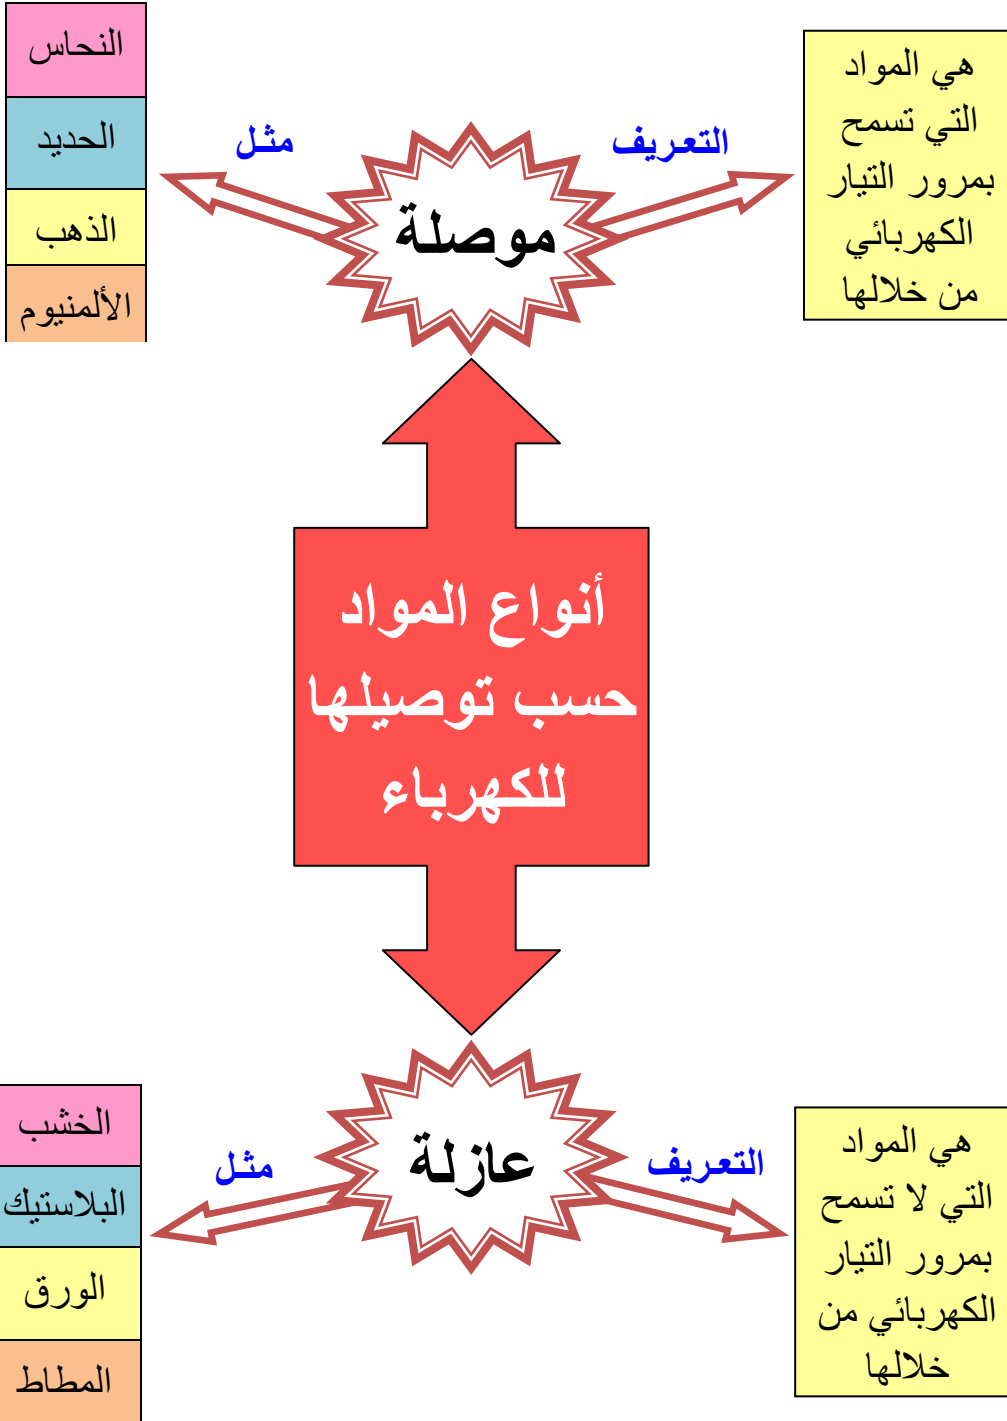 هي المواد
التي تسمح
بمرور التيار
الكهربائي
من خلالها
التعريف
موصلة
مثل
النحاس
الحديد
الذهب
الألمنيوم
أنواع المواد
حسب توصيلها
للكهرباء
هي المواد
التي لا تسمح
بمرور التيار
الكهربائي من
خلالها
التعريف
عازلة
مثل
الخشب
البلاستيك
الورق
المطاط